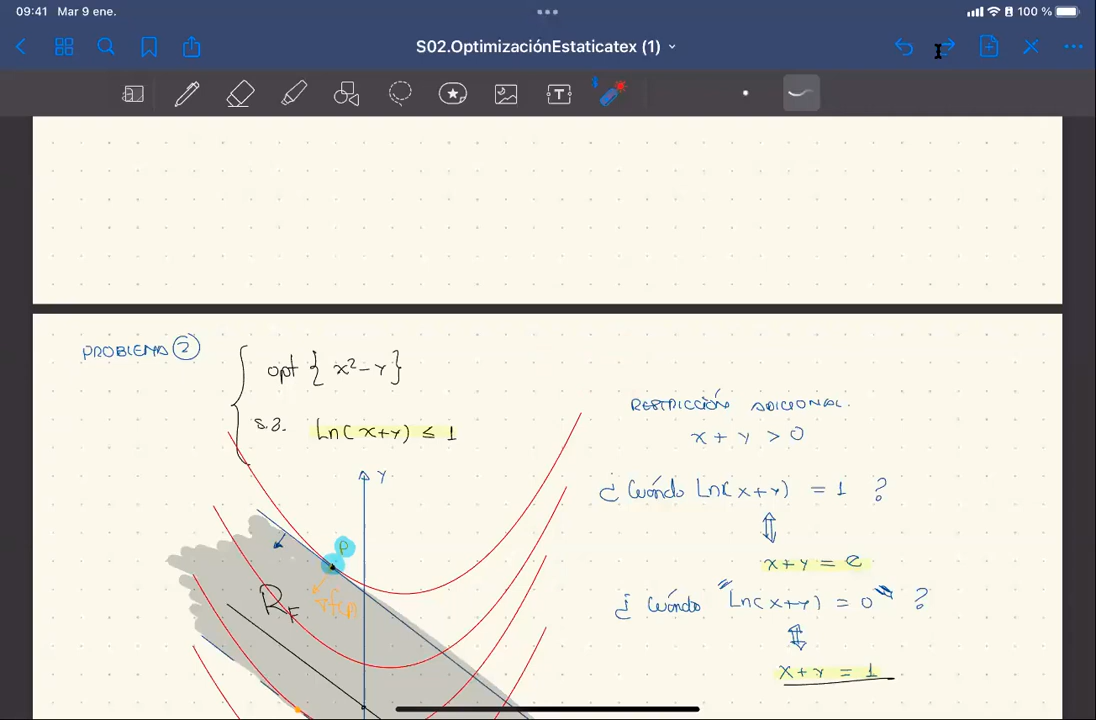 09:41 Mar 9 ene.
100 %
S02.OptimizaciónEstaticatex (1)
PROBLEMA 2
opt { x² - y }
s.a. Ln(x+y) ≤ 1
RESTRICCIÓN ADICIONAL.
x + y > 0
¿Cuándo Ln(x+y) = 1 ?
x+y = e
¿ Cuándo "Ln(x+y) = 0" ?
x+y = 1
Y
P
∇f(P)
R_F